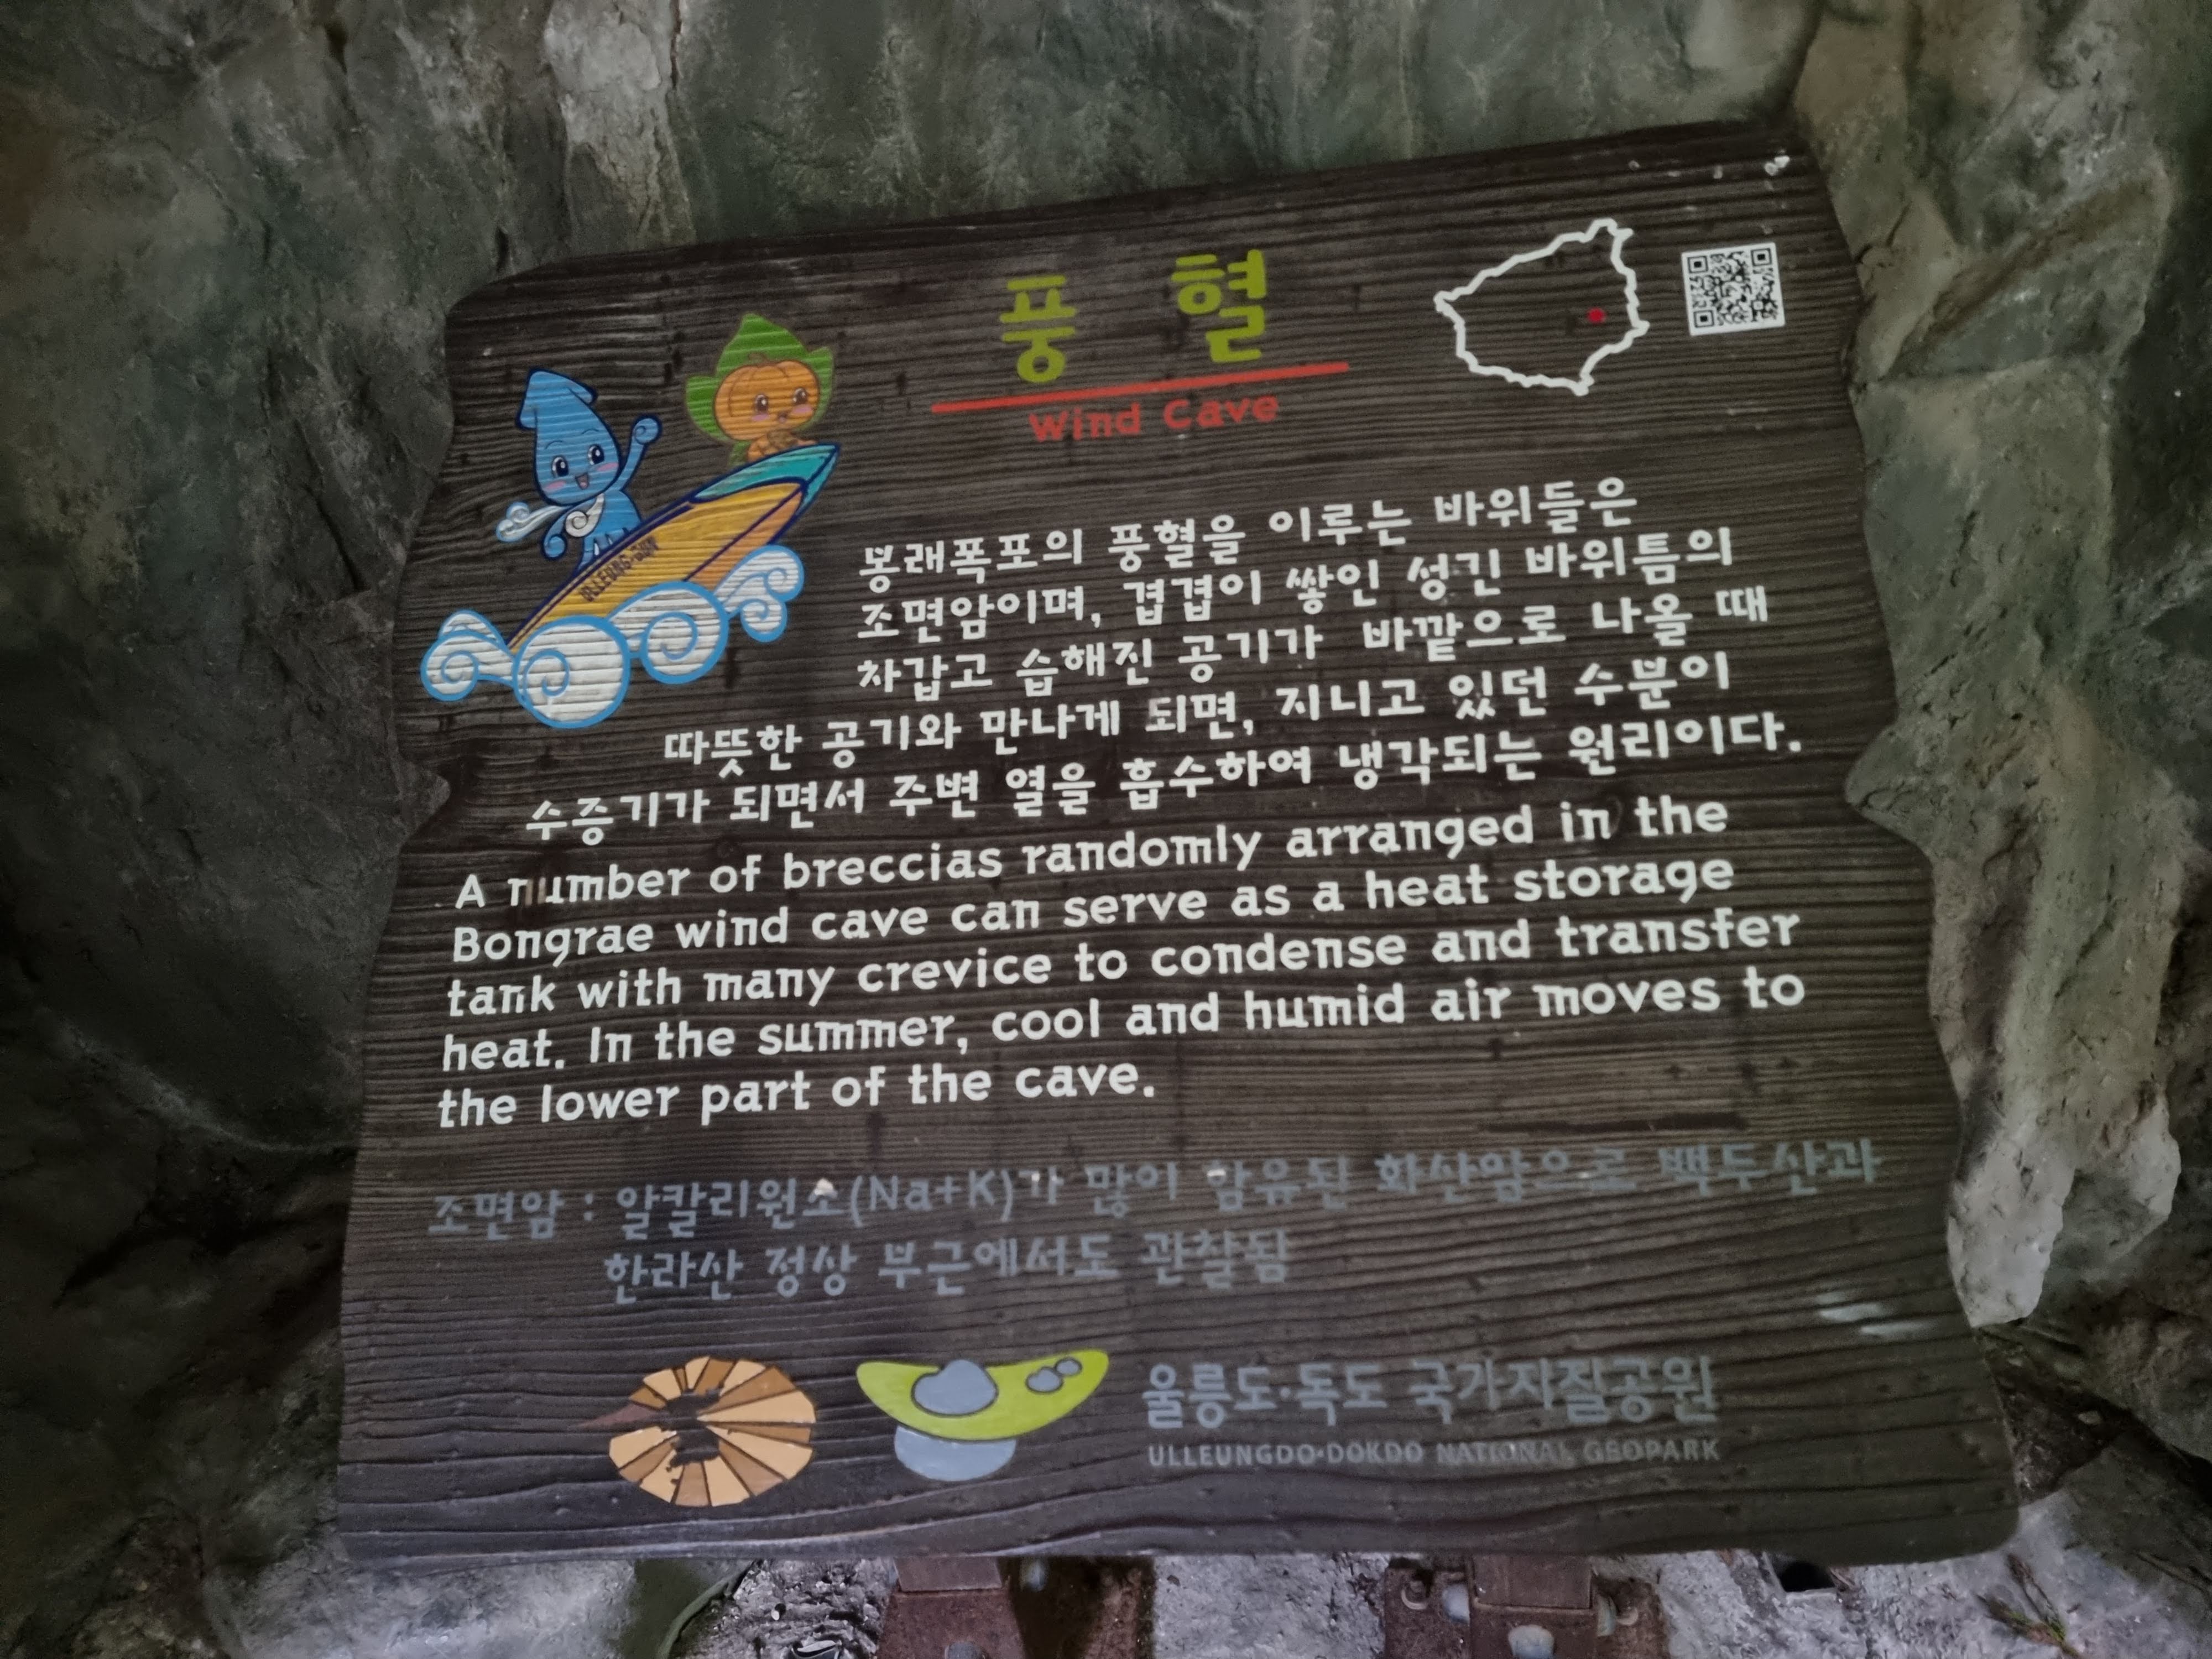 풍 혈
Wind Cave
ULLEUNG-GUN
봉래폭포의 풍혈을 이루는 바위들은
조면암이며, 겹겹이 쌓인 성긴 바위틈의
차갑고 습해진 공기가 바깥으로 나올 때
따뜻한 공기와 만나게 되면, 지니고 있던 수분이
수증기가 되면서 주변 열을 흡수하여 냉각되는 원리이다.
A number of breccias randomly arranged in the
Bongrae wind cave can serve as a heat storage
tank with many crevice to condense and transfer
heat. In the summer, cool and humid air moves to
the lower part of the cave.
조면암 : 알칼리원소(Na+K)가 많이 함유된 화산암으로 백두산과
한라산 정상 부근에서도 관찰됨
울릉도·독도 국가지질공원
ULLEUNGDO·DOKDO NATIONAL GEOPARK